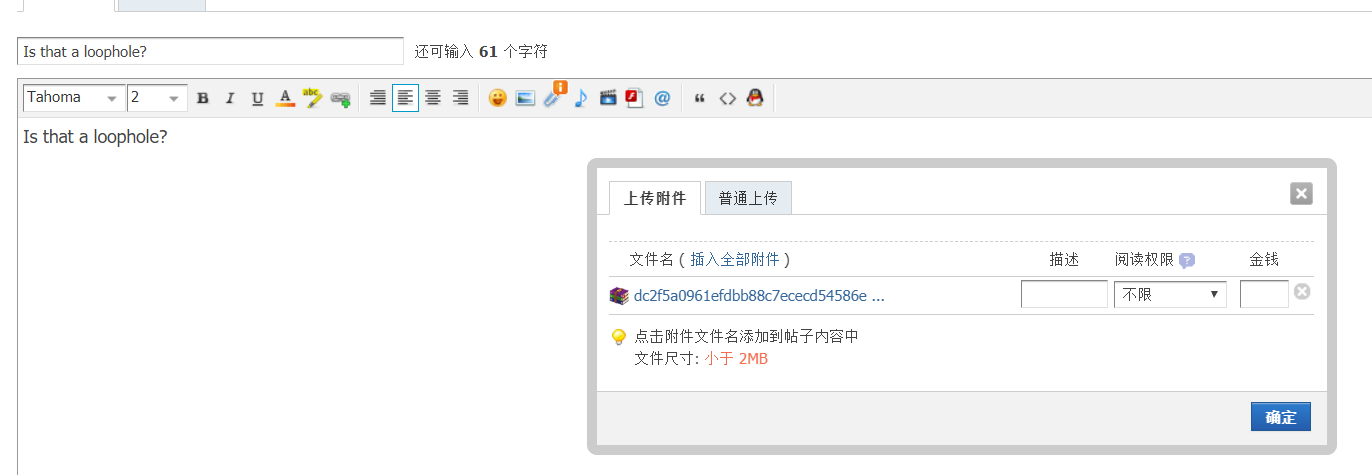 Is that a loophole? 还可输入 61 个字符
Tahoma 2 B I U A abc
Is that a loophole?
上传附件 普通上传
文件名 ( 插入全部附件 ) 描述 阅读权限 ? 金钱
dc2f5a0961efdbb88c7ececd54586e ... 不限
点击附件文件名添加到帖子内容中
文件尺寸: 小于 2MB
确定